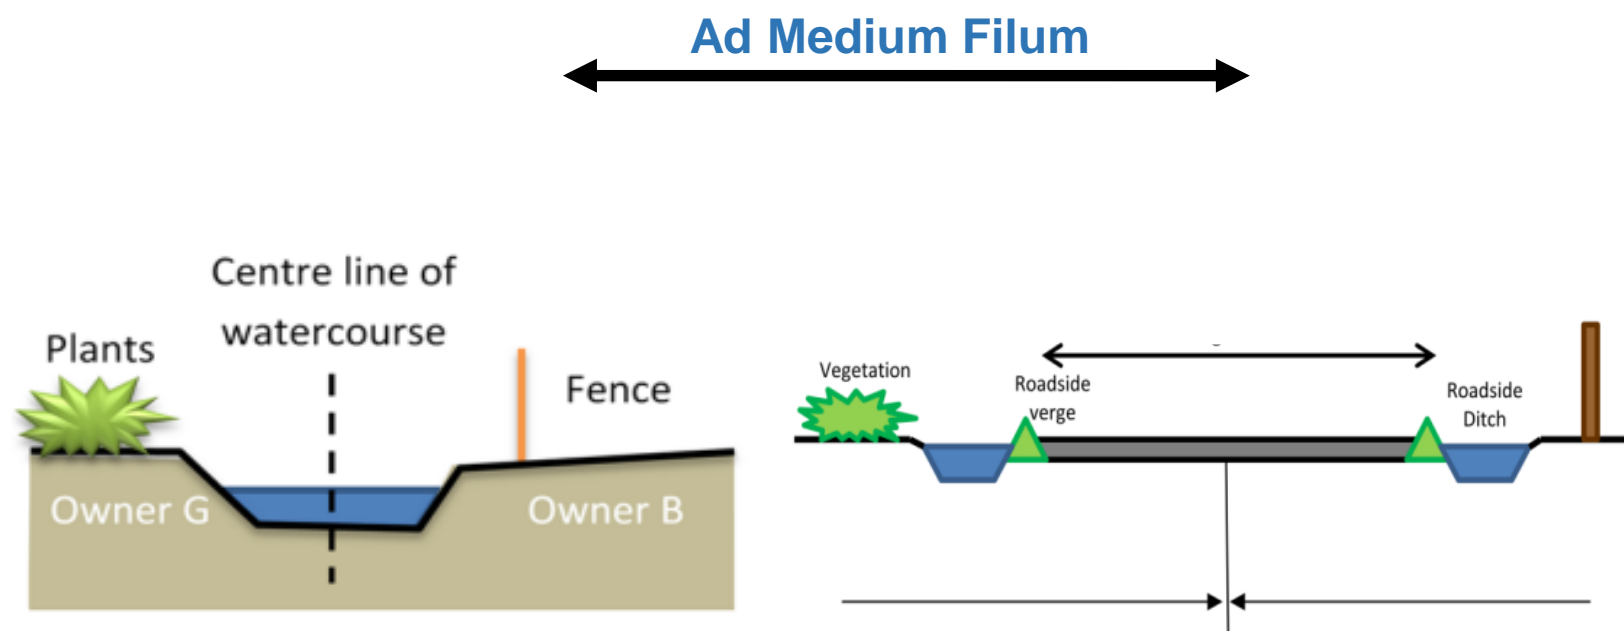 Ad Medium Filum
Centre line of
watercourse
Plants
Fence
Owner G
Owner B
Vegetation
Roadside
verge
Roadside
Ditch